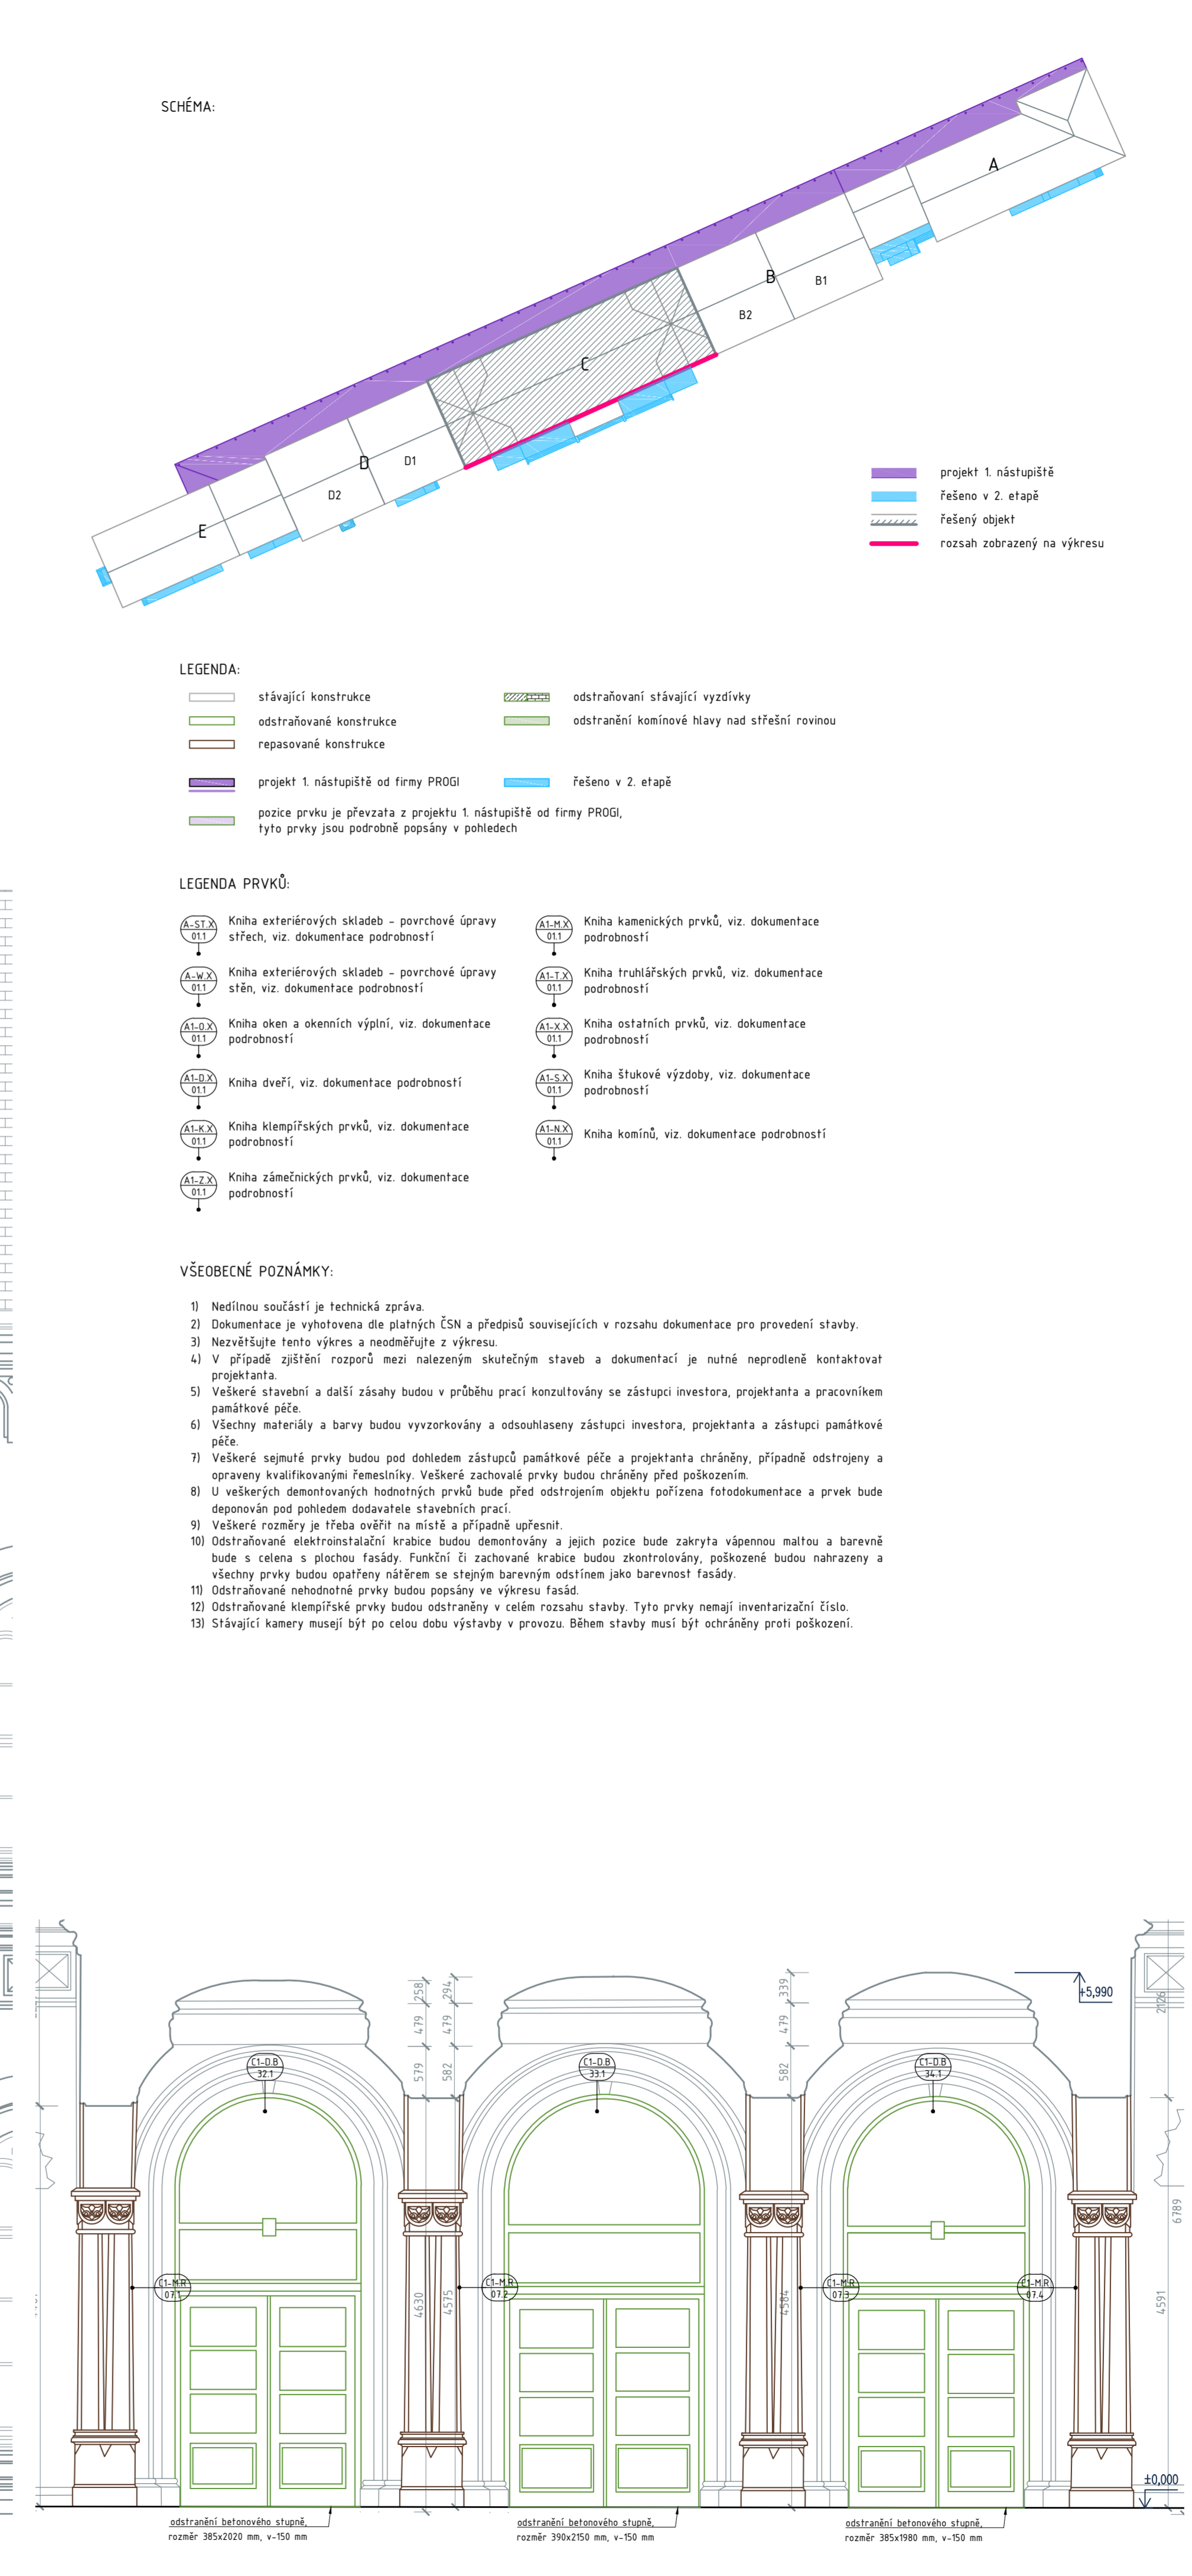 SCHÉMA:
A
B
B1
B2
C
D
D1
D2
E
projekt 1. nástupiště
řešeno v 2. etapě
řešený objekt
rozsah zobrazený na výkresu
LEGENDA:
stávající konstrukce
odstraňované konstrukce
repasované konstrukce
odstraňovaní stávající vyzdívky
odstranění komínové hlavy nad střešní rovinou
projekt 1. nástupiště od firmy PROGI
řešeno v 2. etapě
pozice prvku je převzata z projektu 1. nástupiště od firmy PROGI,
tyto prvky jsou podrobně popsány v pohledech
LEGENDA PRVKŮ:
A-ST.X
01.1
Kniha exteriérových skladeb - povrchové úpravy
střech, viz. dokumentace podrobností
A-W.X
01.1
Kniha exteriérových skladeb - povrchové úpravy
stěn, viz. dokumentace podrobností
A1-O.X
01.1
Kniha oken a okenních výplní, viz. dokumentace
podrobností
A1-D.X
01.1
Kniha dveří, viz. dokumentace podrobností
A1-K.X
01.1
Kniha klempířských prvků, viz. dokumentace
podrobností
A1-Z.X
01.1
Kniha zámečnických prvků, viz. dokumentace
podrobností
A1-M.X
01.1
Kniha kamenických prvků, viz. dokumentace
podrobností
A1-T.X
01.1
Kniha truhlářských prvků, viz. dokumentace
podrobností
A1-X.X
01.1
Kniha ostatních prvků, viz. dokumentace
podrobností
A1-S.X
01.1
Kniha štukové výzdoby, viz. dokumentace
podrobností
A1-N.X
01.1
Kniha komínů, viz. dokumentace podrobností
VŠEOBECNÉ POZNÁMKY:
1) Nedílnou součástí je technická zpráva.
2) Dokumentace je vyhotovena dle platných ČSN a předpisů souvisejících v rozsahu dokumentace pro provedení stavby.
3) Nezvětšujte tento výkres a neodměřujte z výkresu.
4) V případě zjištění rozporů mezi nalezeným skutečným staveb a dokumentací je nutné neprodleně kontaktovat
projektanta.
5) Veškeré stavební a další zásahy budou v průběhu prací konzultovány se zástupci investora, projektanta a pracovníkem
památkové péče.
6) Všechny materiály a barvy budou vyvzorkovány a odsouhlaseny zástupci investora, projektanta a zástupci památkové
péče.
7) Veškeré sejmuté prvky budou pod dohledem zástupců památkové péče a projektanta chráněny, případně odstrojeny a
opraveny kvalifikovanými řemeslníky. Veškeré zachovalé prvky budou chráněny před poškozením.
8) U veškerých demontovaných hodnotných prvků bude před odstrojením objektu pořízena fotodokumentace a prvek bude
deponován pod pohledem dodavatele stavebních prací.
9) Veškeré rozměry je třeba ověřit na místě a případně upřesnit.
10) Odstraňované elektroinstalační krabice budou demontovány a jejich pozice bude zakryta vápennou maltou a barevně
bude s celena s plochou fasády. Funkční či zachované krabice budou zkontrolovány, poškozené budou nahrazeny a
všechny prvky budou opatřeny nátěrem se stejným barevným odstínem jako barevnost fasády.
11) Odstraňované nehodnotné prvky budou popsány ve výkresu fasád.
12) Odstraňované klempířské prvky budou odstraněny v celém rozsahu stavby. Tyto prvky nemají inventarizační číslo.
13) Stávající kamery musejí být po celou dobu výstavby v provozu. Během stavby musí být ochráněny proti poškození.
258
294
339
479
479
479
579
582
582
+5,990
2126
C1-D.B
32.1
C1-D.B
33.1
C1-D.B
34.1
C1-M.R
07.1
C1-M.R
07.2
C1-M.R
07.3
C1-M.R
07.4
4630
4575
4584
4591
6789
±0,000
odstranění betonového stupně,
rozměr 385x2020 mm, v-150 mm
odstranění betonového stupně,
rozměr 390x2150 mm, v-150 mm
odstranění betonového stupně,
rozměr 385x1980 mm, v-150 mm